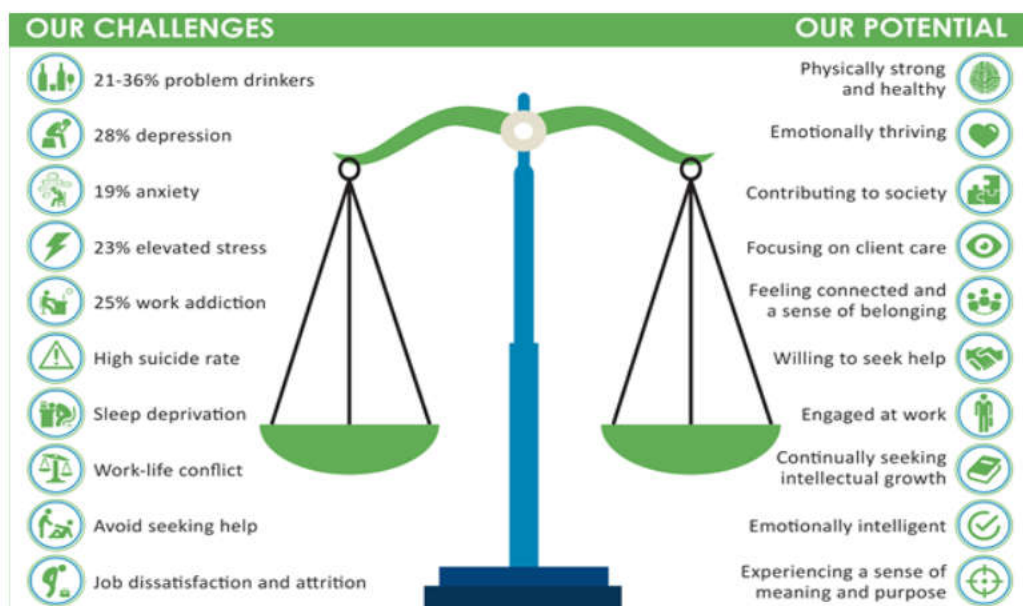 OUR CHALLENGES
21-36% problem drinkers
28% depression
19% anxiety
23% elevated stress
25% work addiction
High suicide rate
Sleep deprivation
Work-life conflict
Avoid seeking help
Job dissatisfaction and attrition
OUR POTENTIAL
Physically strong
and healthy
Emotionally thriving
Contributing to society
Focusing on client care
Feeling connected and
a sense of belonging
Willing to seek help
Engaged at work
Continually seeking
intellectual growth
Emotionally intelligent
Experiencing a sense of
meaning and purpose